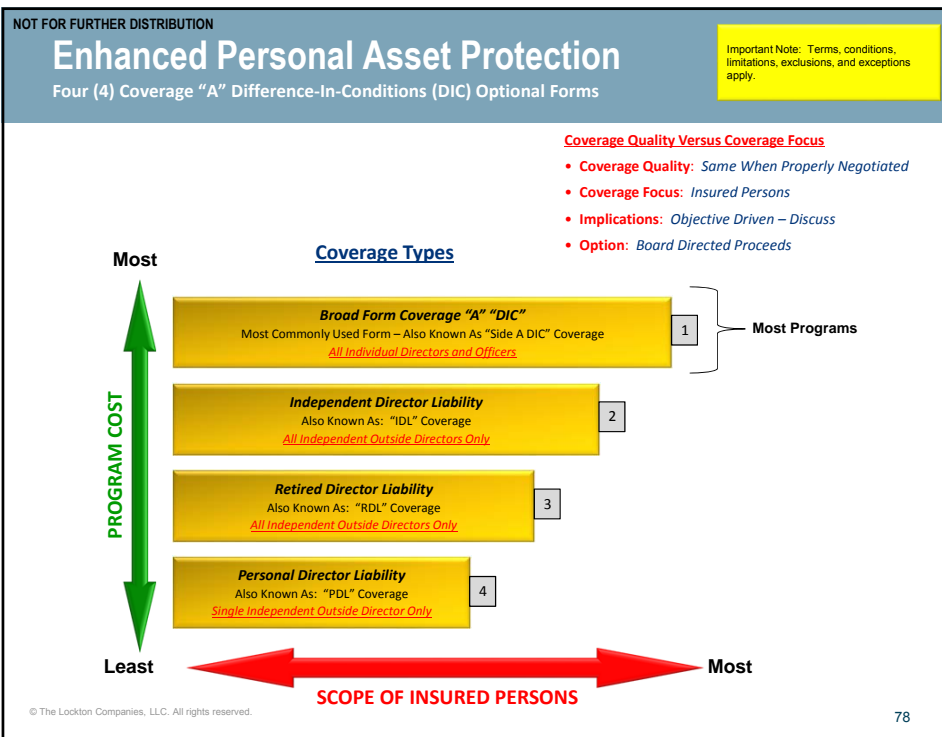 NOT FOR FURTHER DISTRIBUTION
Enhanced Personal Asset Protection
Four (4) Coverage “A” Difference-In-Conditions (DIC) Optional Forms
Important Note: Terms, conditions,
limitations, exclusions, and exceptions
apply.
Coverage Quality Versus Coverage Focus
• Coverage Quality: Same When Properly Negotiated
• Coverage Focus: Insured Persons
• Implications: Objective Driven – Discuss
• Option: Board Directed Proceeds
Most
Coverage Types
Broad Form Coverage “A” “DIC”
Most Commonly Used Form – Also Known As “Side A DIC” Coverage
All Individual Directors and Officers
1
Most Programs
Independent Director Liability
Also Known As: “IDL” Coverage
All Independent Outside Directors Only
2
PROGRAM COST
Retired Director Liability
Also Known As: “RDL” Coverage
All Independent Outside Directors Only
3
Personal Director Liability
Also Known As: “PDL” Coverage
Single Independent Outside Director Only
4
Least
Most
SCOPE OF INSURED PERSONS
© The Lockton Companies, LLC. All rights reserved.
78